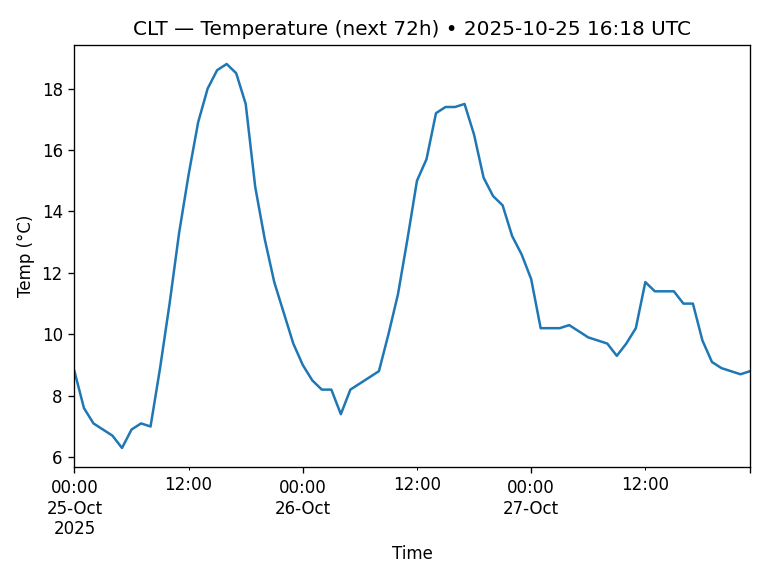 CLT — Temperature (next 72h) • 2025-10-25 16:18 UTC
Temp (°C)
18
16
14
12
10
8
6
00:00 12:00 00:00 12:00 00:00 12:00
25-Oct 26-Oct 27-Oct
2025
Time